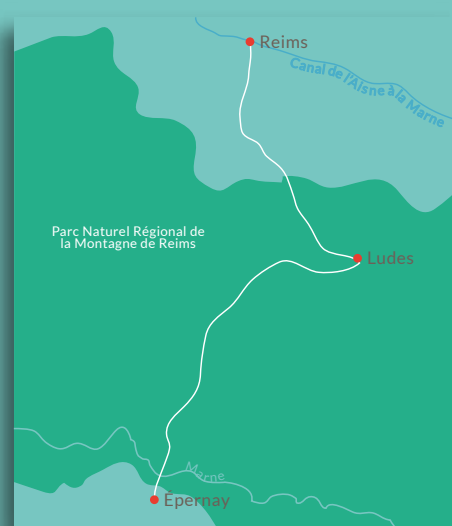 Reims
Canal de l'Aisne à la Marne
Parc Naturel Régional de
la Montagne de Reims
Ludes
Marne
Épernay